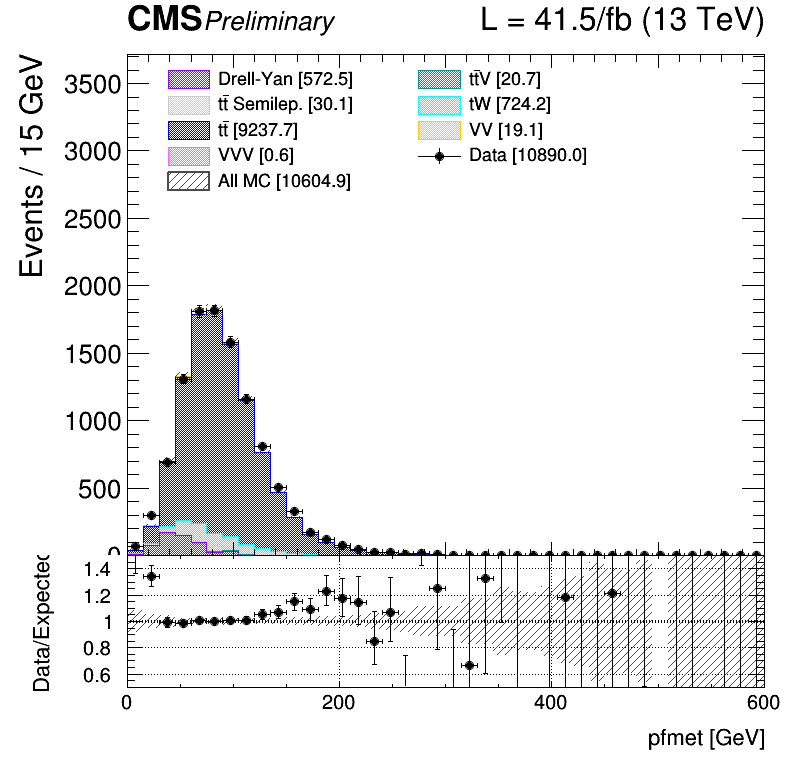 CMS Preliminary L = 41.5/fb (13 TeV)
Events / 15 GeV
3500
3000
2500
2000
1500
1000
500
0
Drell-Yan [572.5]
tt̄ Semilep. [30.1]
tt̄ [9237.7]
VVV [0.6]
All MC [10604.9]
tt̄V [20.7]
tW [724.2]
VV [19.1]
Data [10890.0]
Data/Expected
1.4
1.2
1
0.8
0.6
0 200 400 600
pfmet [GeV]